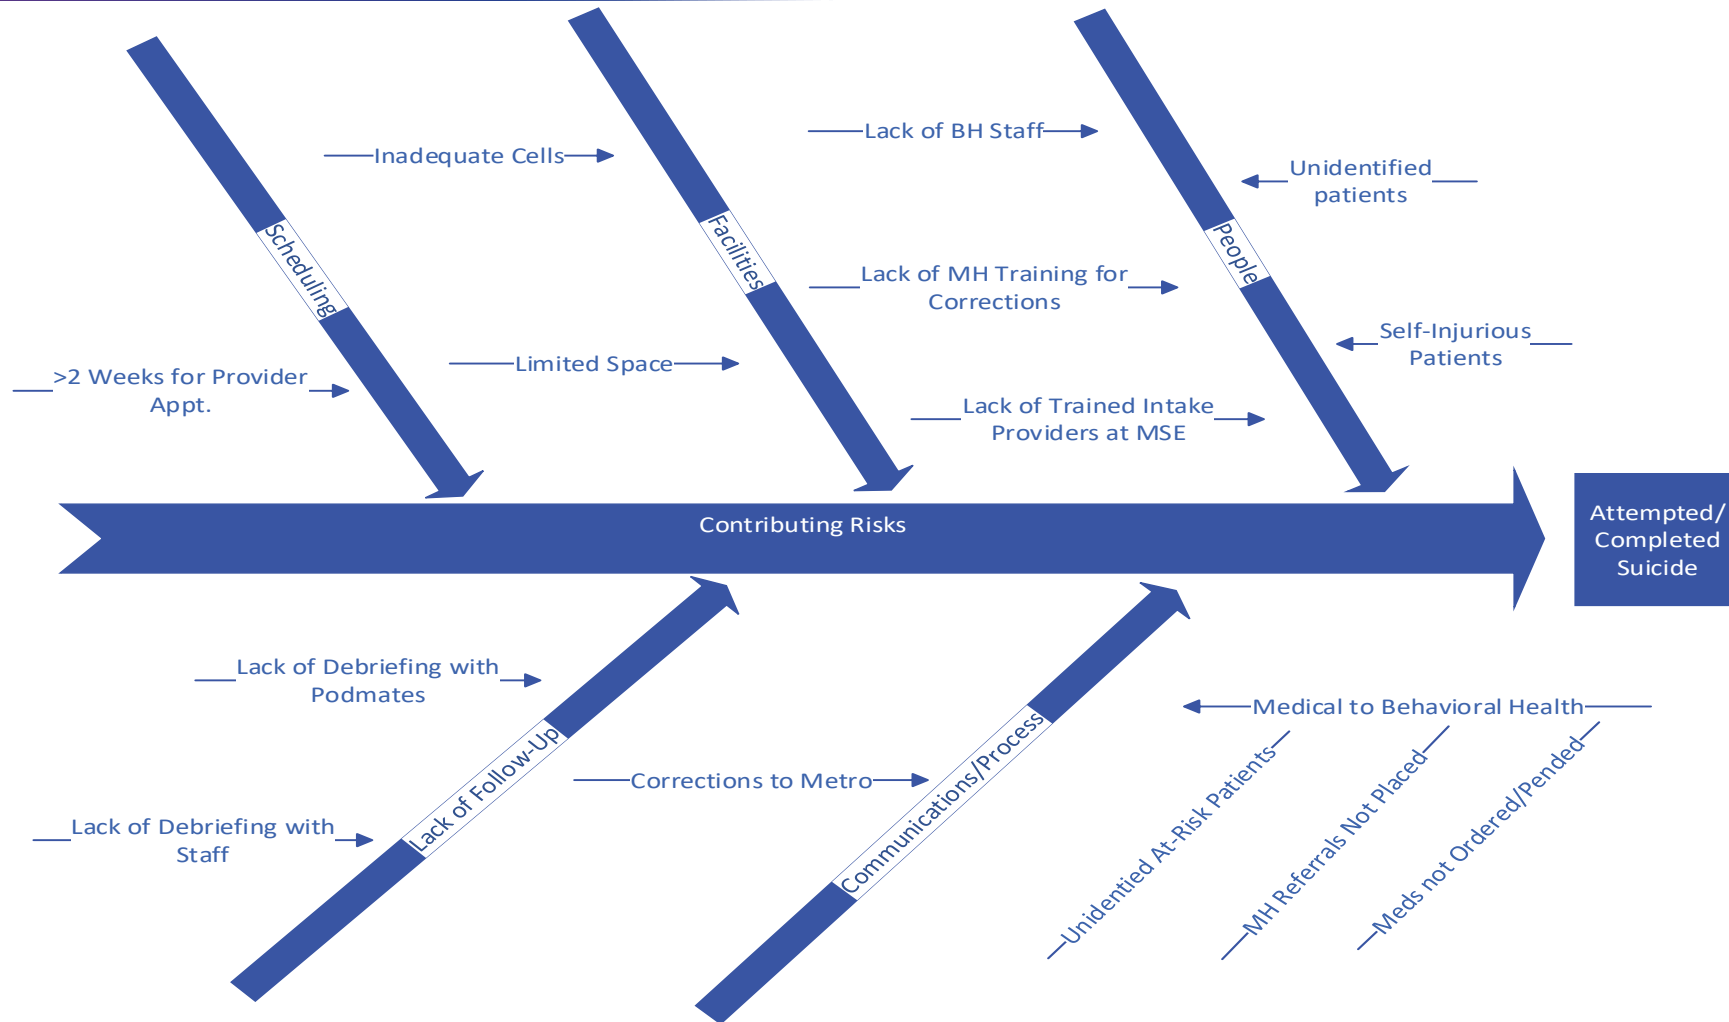 Scheduling
>2 Weeks for Provider
Appt.
Facilities
Inadequate Cells
Limited Space
People
Lack of BH Staff
Lack of MH Training for
Corrections
Lack of Trained Intake
Providers at MSE
Unidentified
patients
Self-Injurious
Patients
Contributing Risks
Attempted/
Completed
Suicide
Lack of Follow-Up
Lack of Debriefing with
Podmates
Lack of Debriefing with
Staff
Communications/Process
Corrections to Metro
Medical to Behavioral Health
Unidentied At-Risk Patients
MH Referrals Not Placed
Meds not Ordered/Pended